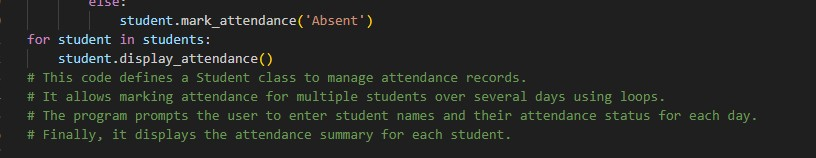 else:
student.mark_attendance('Absent')
for student in students:
student.display_attendance()
# This code defines a Student class to manage attendance records.
# It allows marking attendance for multiple students over several days using loops.
# The program prompts the user to enter student names and their attendance status for each day.
# Finally, it displays the attendance summary for each student.